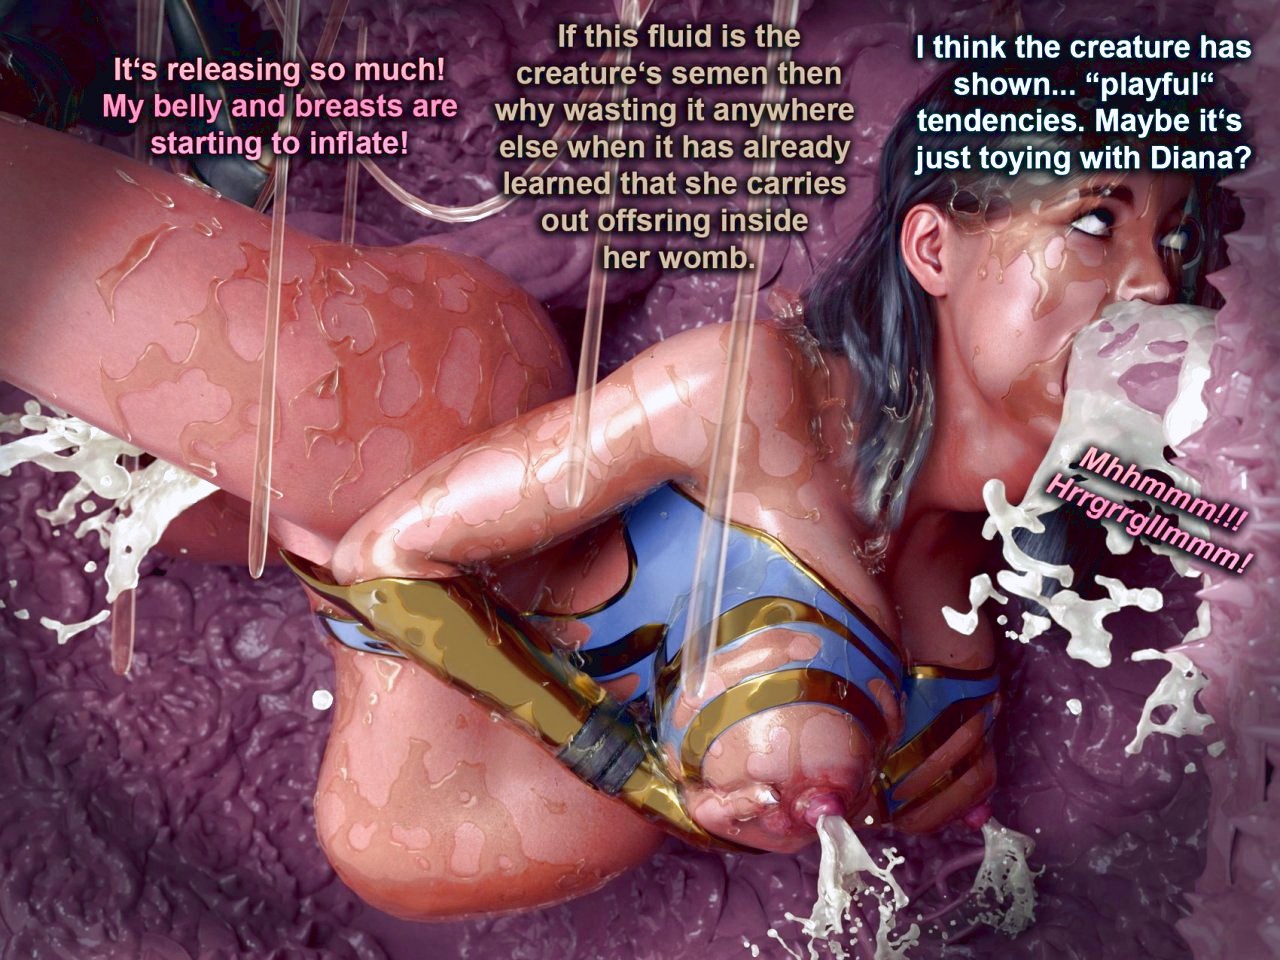 It‘s releasing so much!
My belly and breasts are
starting to inflate!
If this fluid is the
creature‘s semen then
why wasting it anywhere
else when it has already
learned that she carries
out offsring inside
her womb.
I think the creature has
shown... “playful“
tendencies. Maybe it‘s
just toying with Diana?
Mhhmmm!!!
Hrrgrrgllmmm!